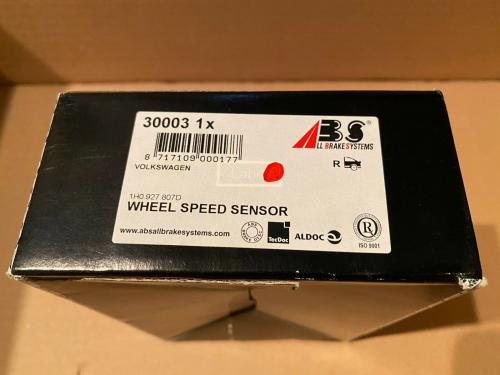 30003 1x
ABS
ALL BRAKE SYSTEMS
8 717109 000177
VOLKSWAGEN
R
1H0 927 807D
WHEEL SPEED SENSOR
www.absallbrakesystems.com
TecDoc
ALDOC
R
ISO 9001